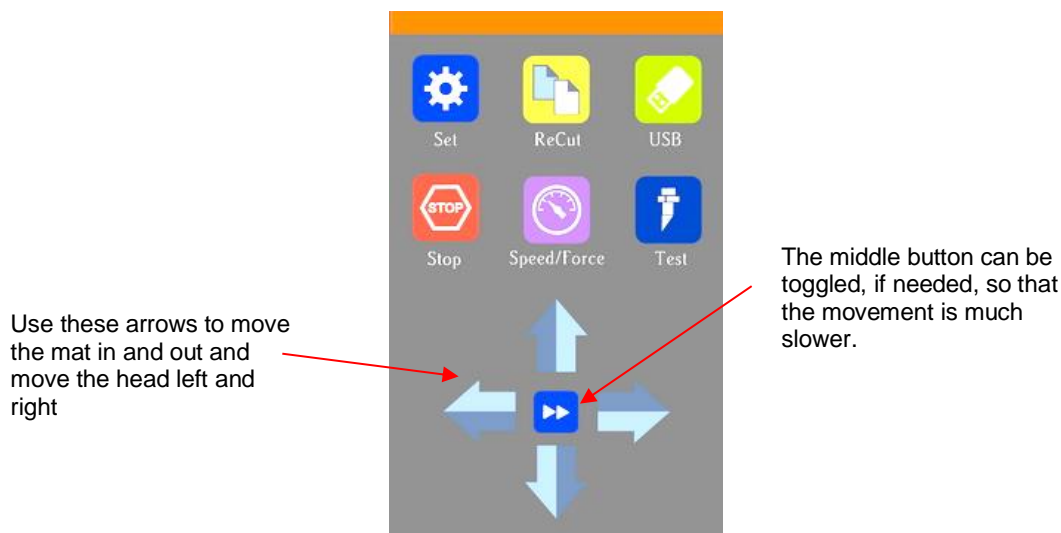 Set ReCut USB
STOP
Stop Speed/Force Test
The middle button can be
toggled, if needed, so that
the movement is much
slower.
Use these arrows to move
the mat in and out and
move the head left and
right